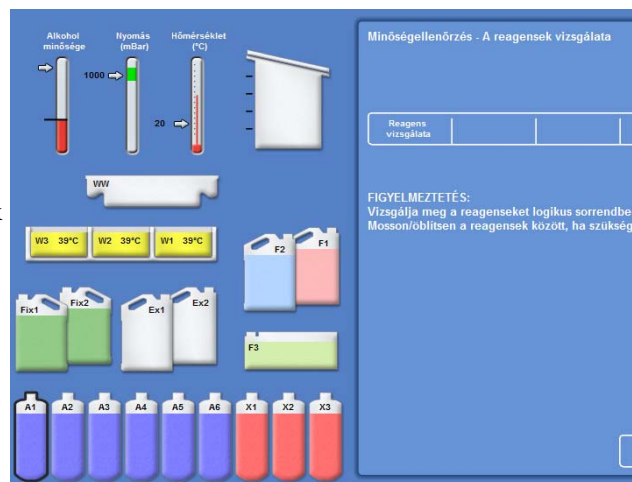 Alkohol
minősége
Nyomás
(mBar)
Hőmérséklet
(°C)
1000
20
WW
W3 39°C
W2 39°C
W1 39°C
F2
F1
Fix1
Fix2
Ex1
Ex2
F3
A1
A2
A3
A4
A5
A6
X1
X2
X3
Minőségellenőrzés - A reagensek vizsgálata
Reagens
vizsgálata
FIGYELMEZTETÉS:
Vizsgálja meg a reagenseket logikus sorrendbe
Mosson/öblítsen a reagensek között, ha szükség